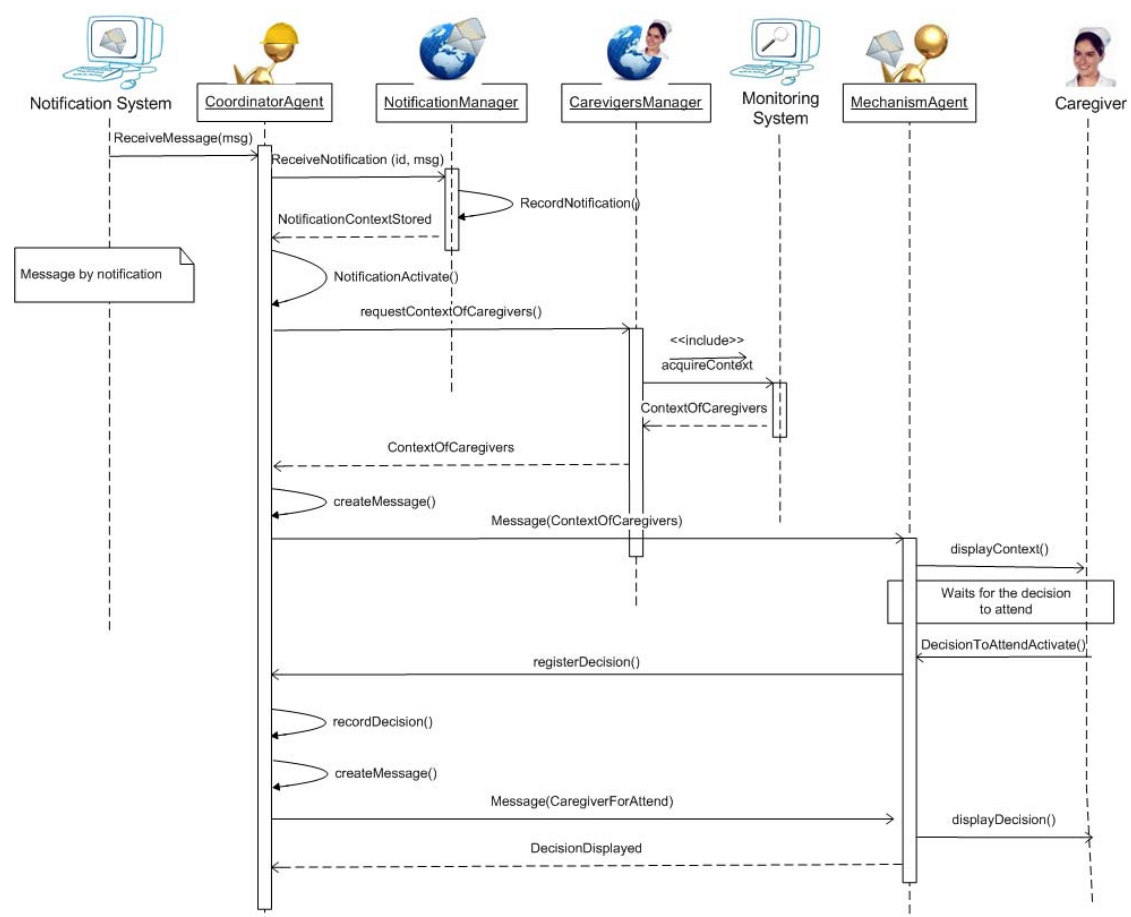 Notification System
CoordinatorAgent
NotificationManager
CarevigersManager
Monitoring
System
MechanismAgent
Caregiver
ReceiveMessage(msg)
ReceiveNotification (id, msg)
RecordNotification()
NotificationContextStored
Message by notification
NotificationActivate()
requestContextOfCaregivers()
<<include>>
acquireContext
ContextOfCaregivers
ContextOfCaregivers
createMessage()
Message(ContextOfCaregivers)
displayContext()
Waits for the decision
to attend
DecisionToAttendActivate()
registerDecision()
recordDecision()
createMessage()
Message(CaregiverForAttend)
displayDecision()
DecisionDisplayed